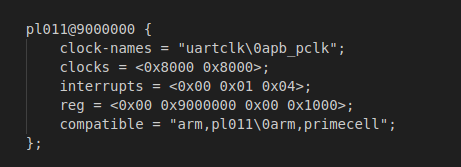 pl011@9000000 {
clock-names = "uartclk\0apb_pclk";
clocks = <0x8000 0x8000>;
interrupts = <0x00 0x01 0x04>;
reg = <0x00 0x9000000 0x00 0x1000>;
compatible = "arm,pl011\0arm,primecell";
};